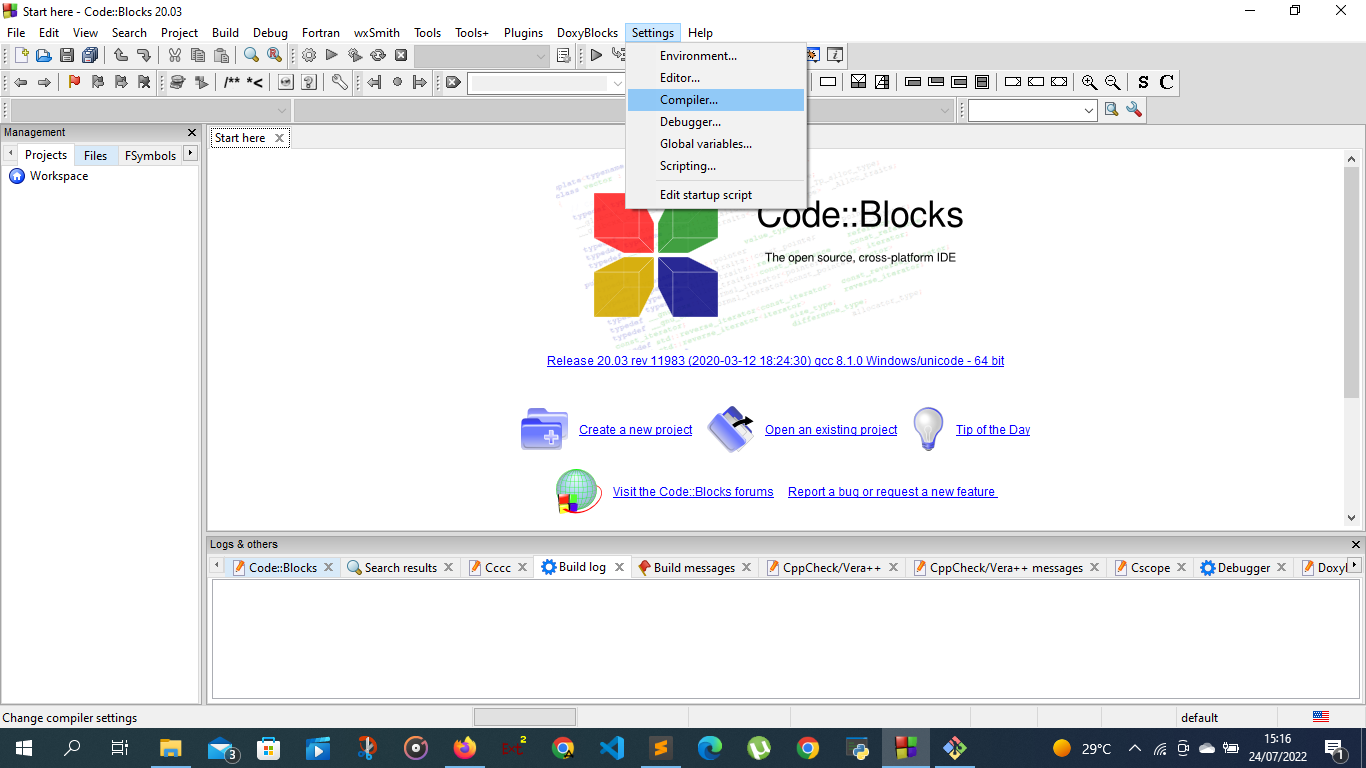 Start here - Code::Blocks 20.03
File Edit View Search Project Build Debug Fortran wxSmith Tools Tools+ Plugins DoxyBlocks Settings Help
Environment...
Editor...
/** *<
S C
Compiler...
Debugger...
Global variables...
Scripting...
Edit startup script
Management
Projects Files FSymbols
Workspace
Start here
Code::Blocks
The open source, cross-platform IDE
Release 20.03 rev 11983 (2020-03-12 18:24:30) gcc 8.1.0 Windows/unicode - 64 bit
Create a new project Open an existing project Tip of the Day
Visit the Code::Blocks forums Report a bug or request a new feature
Logs & others
Code::Blocks Search results Cccc Build log Build messages CppCheck/Vera++ CppCheck/Vera++ messages Cscope Debugger
Change compiler settings default
3 2 29°C 15:16
24/07/2022 1